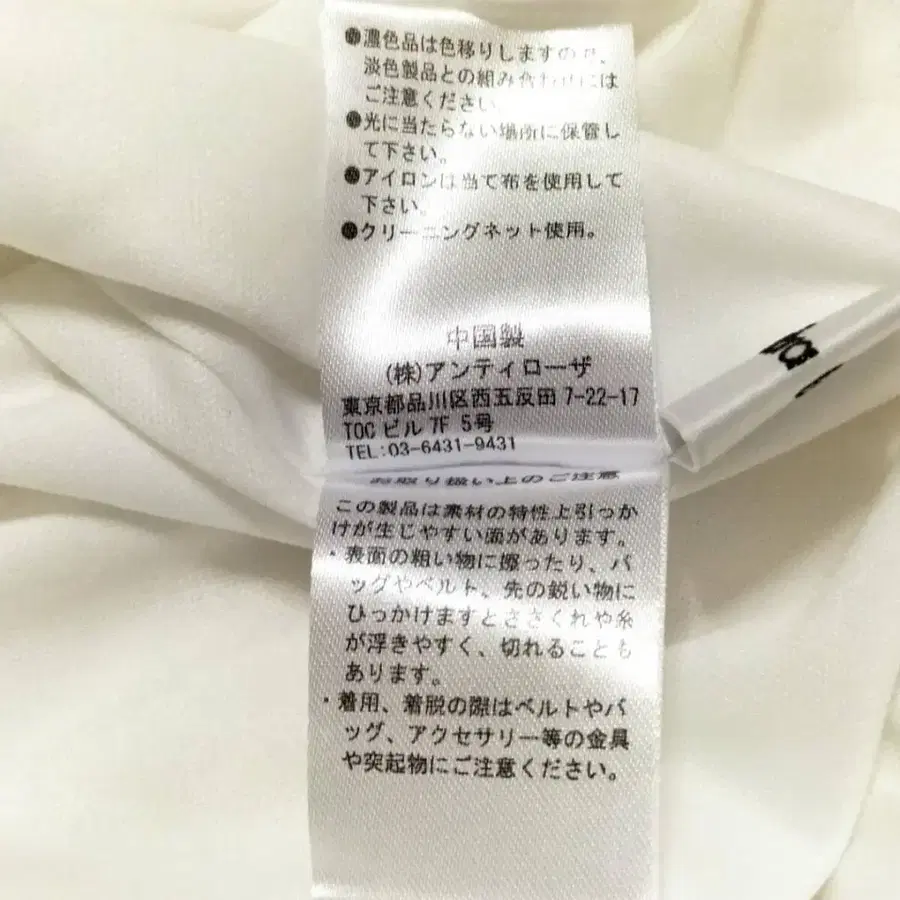 ●濃色品は色移りしますので、
淡色製品との組み合わせには
ご注意ください
●光に当たらない場所に保管し
て下さい。
●アイロンは当て布を使用して
下さい。
●クリーニングネット使用。
中国製
(株)アンティローザ
東京都品川区西五反田 7-22-17
TOC ビル 7F 5号
TEL:03-6431-9431
お取り扱い上のご注意
この製品は素材の特性上引っか
けが生じやすい面があります。
・表面の粗い物に擦ったり、バ
ッグやベルト、先の鋭い物に
ひっかけますとささくれや糸
が浮きやすく、切れることも
あります。
・着用、着脱の際はベルトやバ
ッグ、アクセサリー等の金具
や突起物にご注意ください。